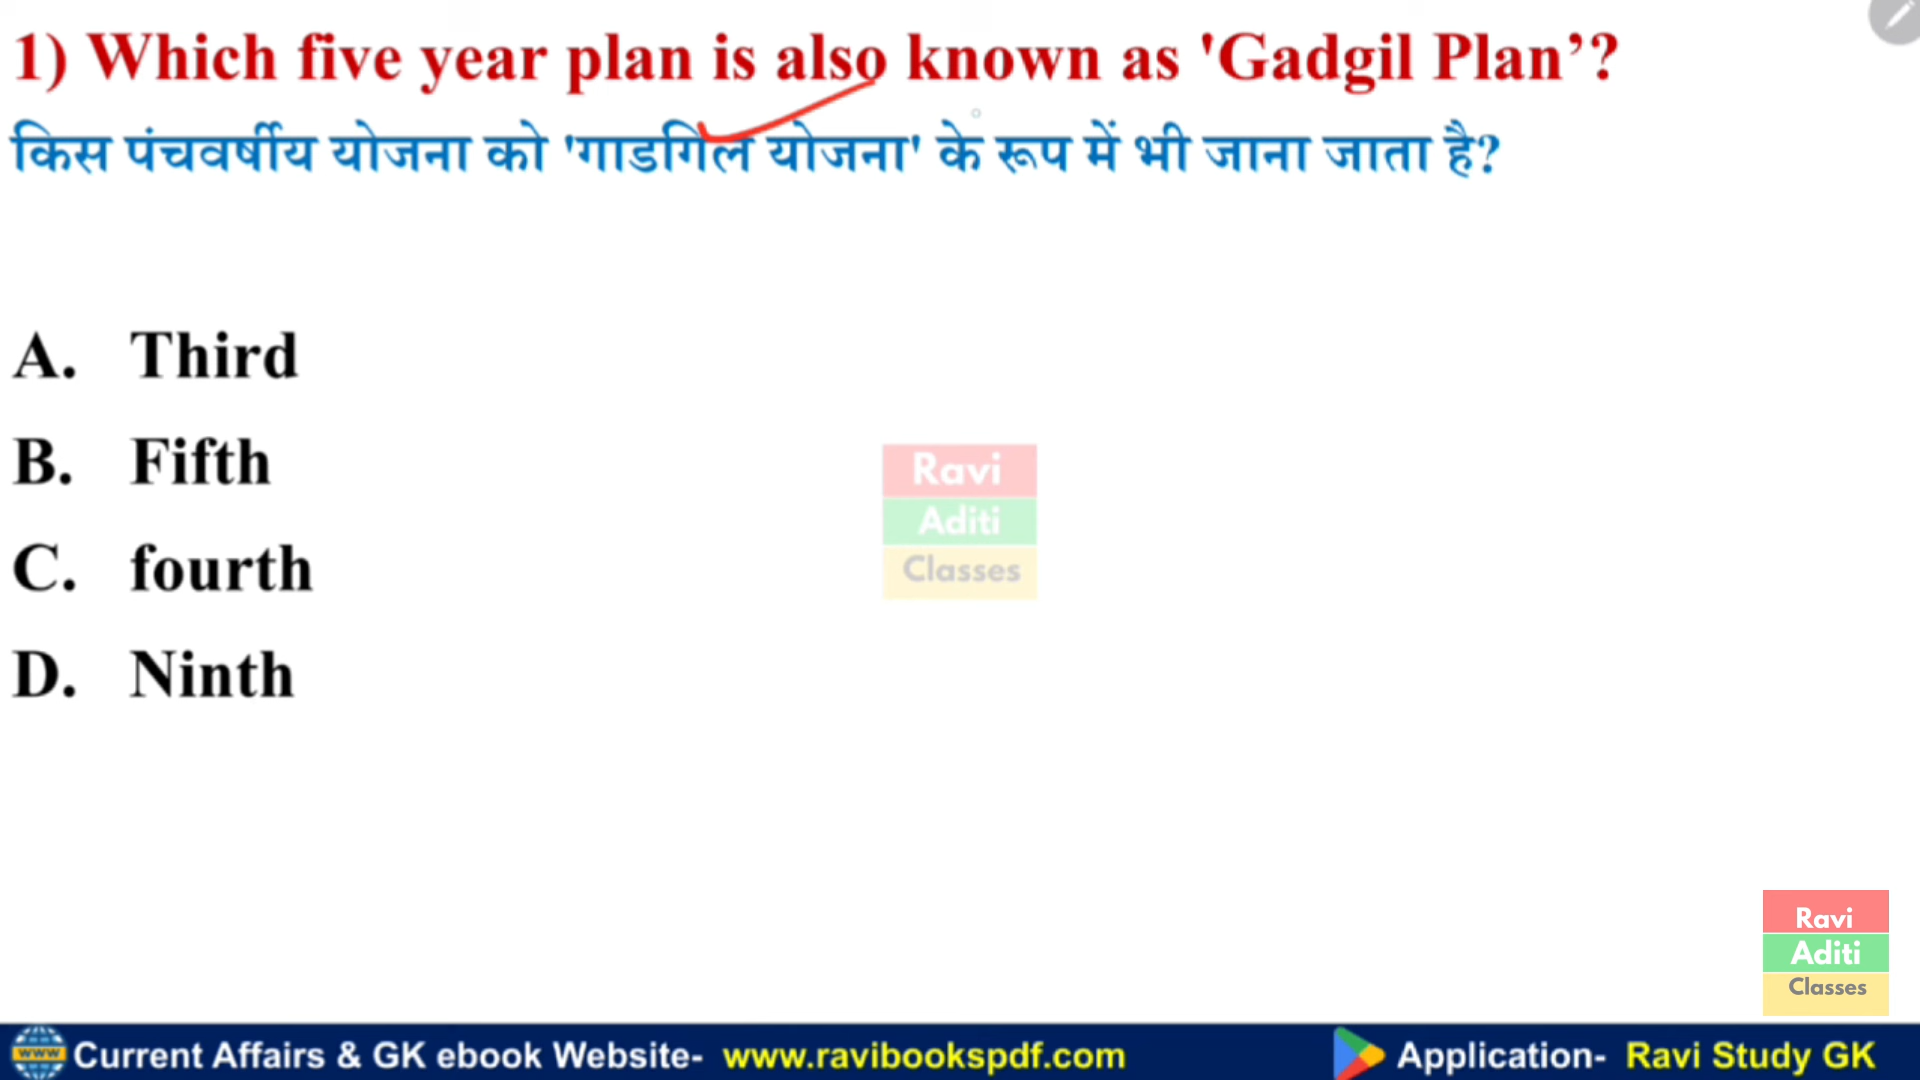 1) Which five year plan is also known as 'Gadgil Plan’?
किस पंचवर्षीय योजना को 'गाडगिल योजना' के रूप में भी जाना जाता है?
A. Third
B. Fifth
C. fourth
D. Ninth
Ravi
Aditi
Classes
Ravi
Aditi
Classes
www Current Affairs & GK ebook Website- www.ravibookspdf.com Application- Ravi Study GK